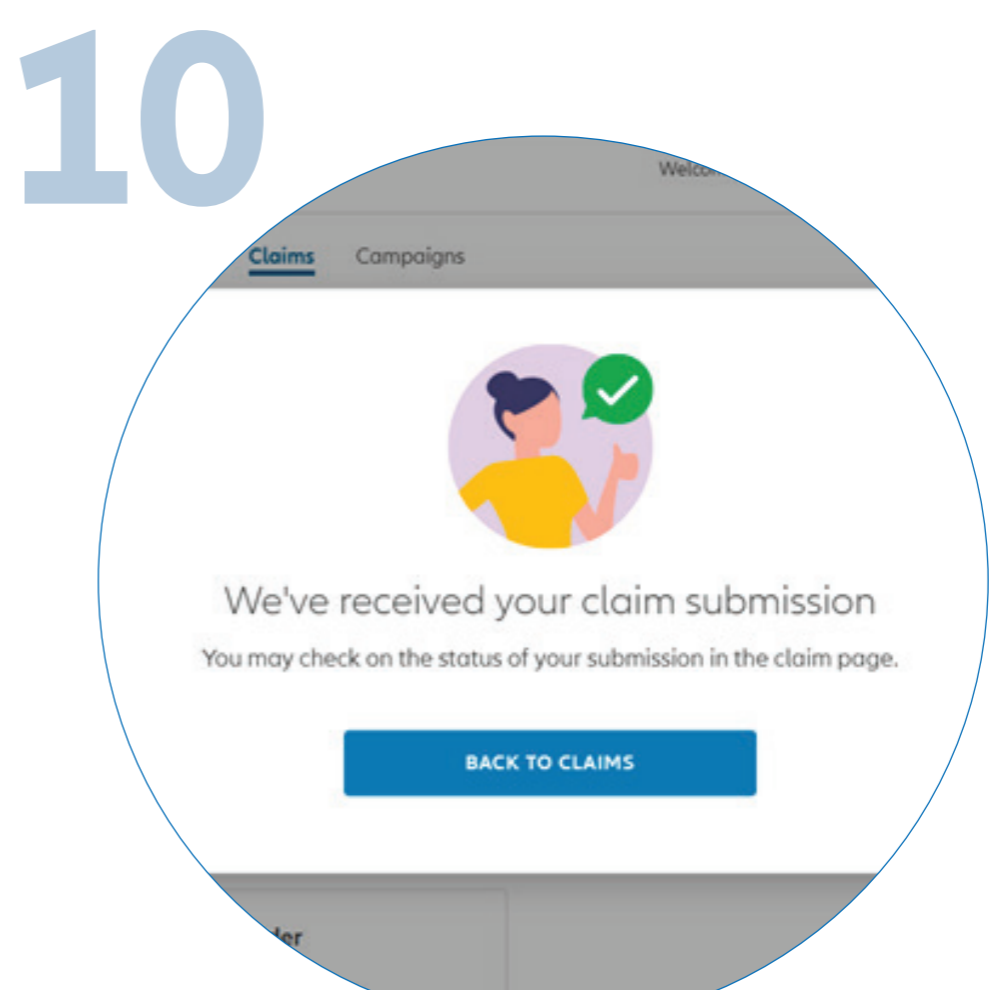 10
Claims Campaigns
We've received your claim submission
You may check on the status of your submission in the claim page.
BACK TO CLAIMS